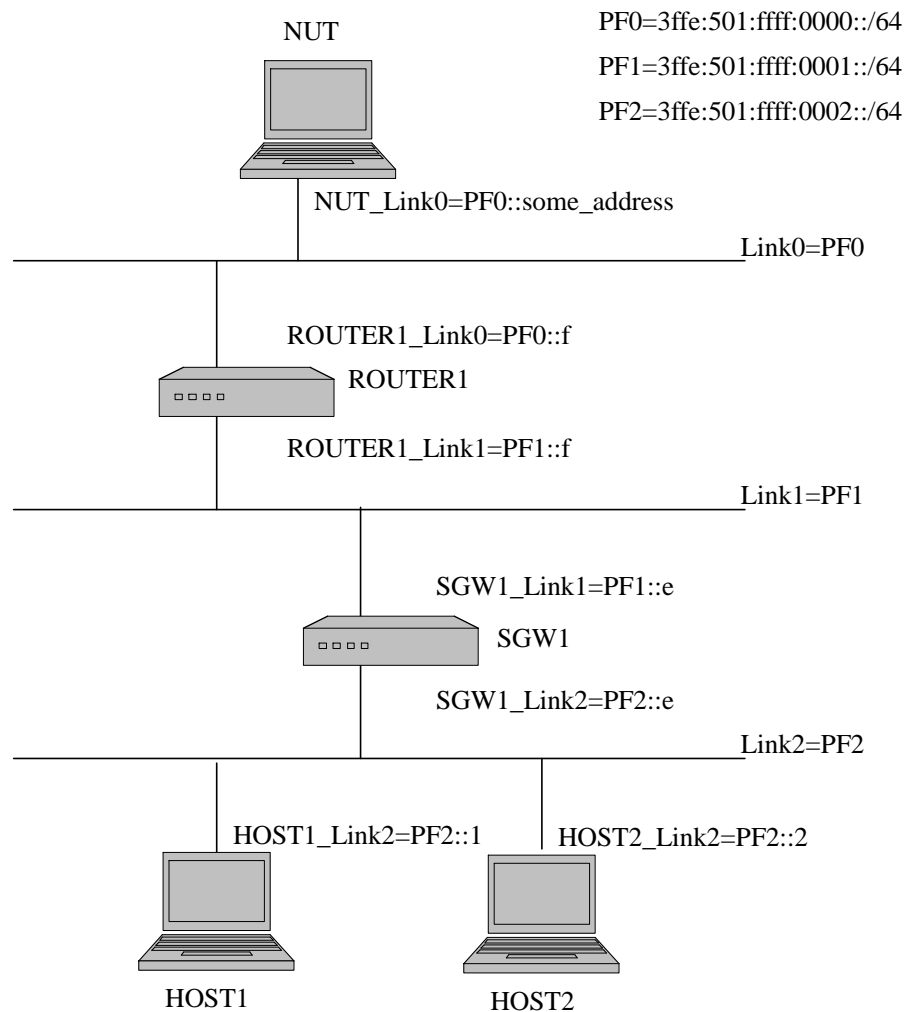 NUT
PF0=3ffe:501:ffff:0000::/64
PF1=3ffe:501:ffff:0001::/64
PF2=3ffe:501:ffff:0002::/64
NUT_Link0=PF0::some_address
Link0=PF0
ROUTER1_Link0=PF0::f
ROUTER1
ROUTER1_Link1=PF1::f
Link1=PF1
SGW1_Link1=PF1::e
SGW1
SGW1_Link2=PF2::e
Link2=PF2
HOST1_Link2=PF2::1
HOST2_Link2=PF2::2
HOST1
HOST2